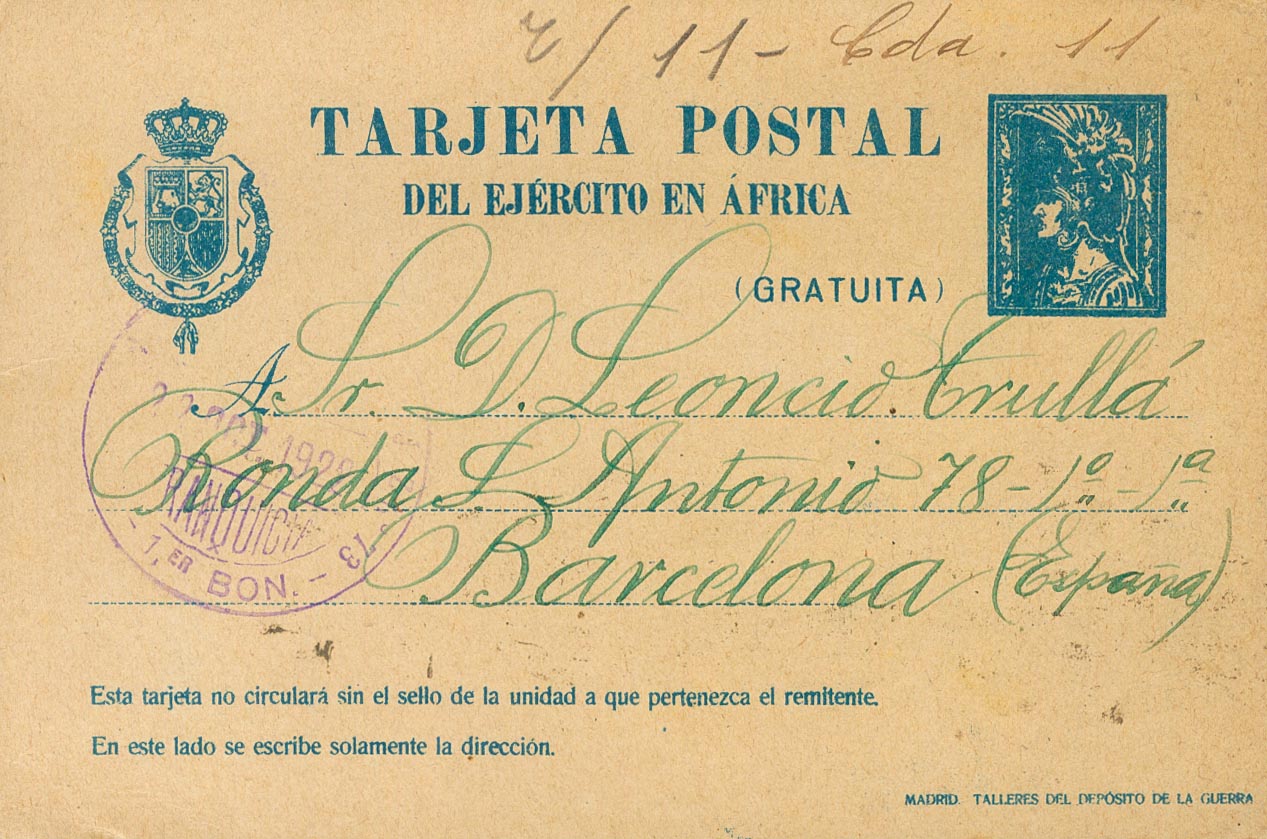 / 11 - Cda. 11
TARJETA POSTAL
DEL EJÉRCITO EN ÁFRICA
(GRATUITA)
A Sr. D. Leoncio Trullá
Ronda S. Antonio 78-1º-1ª
Barcelona (España)
FRANQUICIA
1,ER BON. -
Esta tarjeta no circulará sin el sello de la unidad a que pertenezca el remitente.
En este lado se escribe solamente la dirección.
MADRID. TALLERES DEL DEPÓSITO DE LA GUERRA